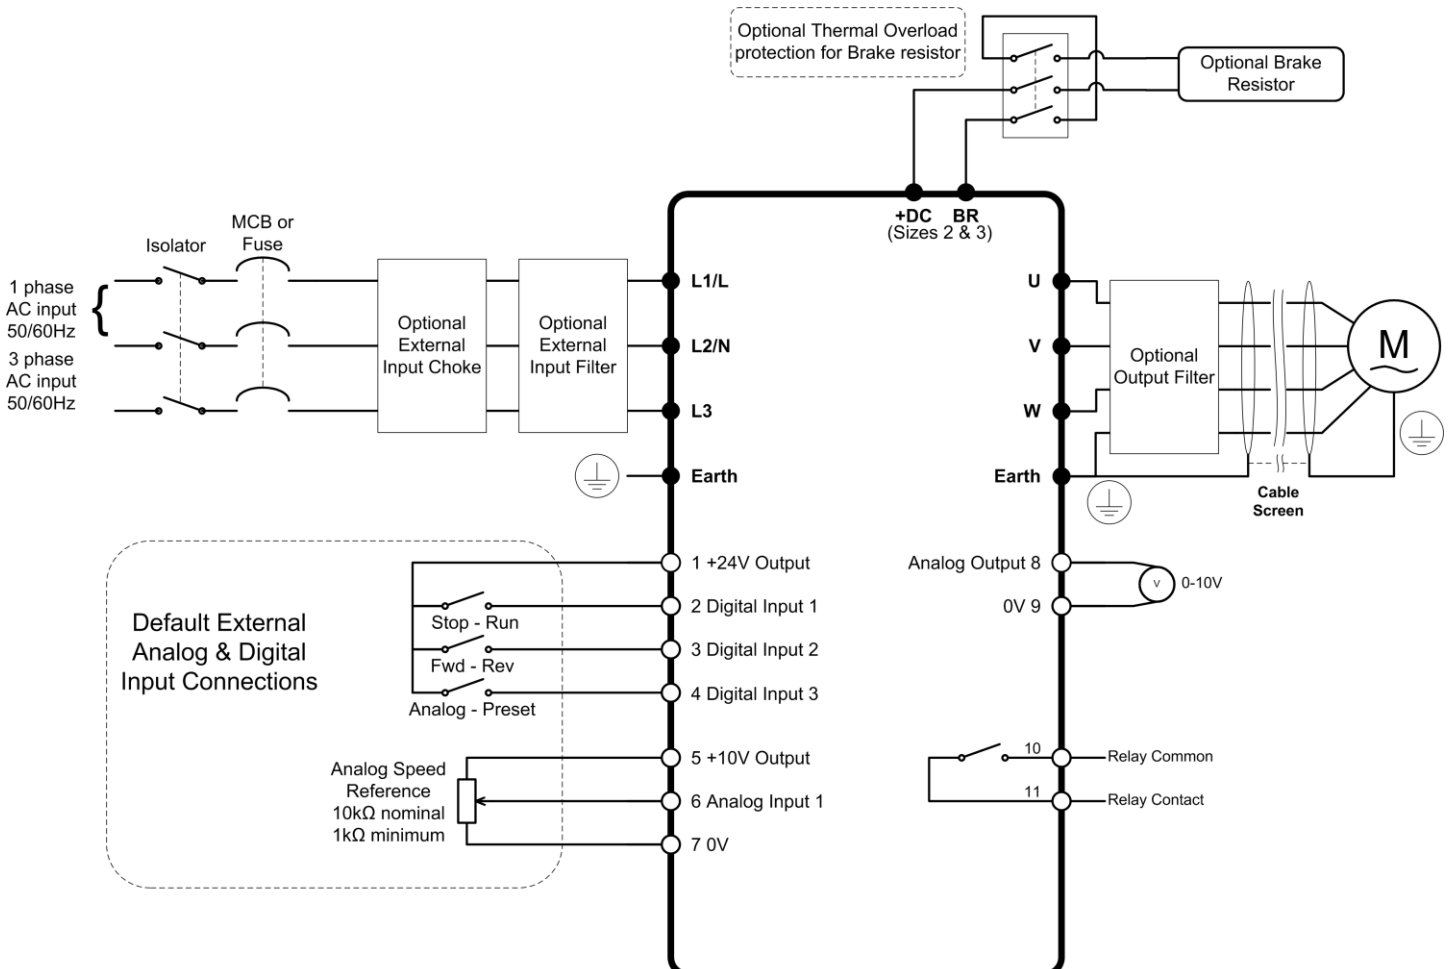 Optional Thermal Overload
protection for Brake resistor
Optional Brake
Resistor
+DC BR
(Sizes 2 & 3)
Isolator
MCB or
Fuse
1 phase
AC input
50/60Hz
{
3 phase
AC input
50/60Hz
Optional
External
Input Choke
Optional
External
Input Filter
L1/L
L2/N
L3
Earth
U
V
W
Earth
Optional
Output Filter
M
Cable
Screen
Default External
Analog & Digital
Input Connections
Stop - Run
Fwd - Rev
Analog - Preset
Analog Speed
Reference
10kΩ nominal
1kΩ minimum
1 +24V Output
2 Digital Input 1
3 Digital Input 2
4 Digital Input 3
5 +10V Output
6 Analog Input 1
7 0V
Analog Output 8
0V 9
V
0-10V
10
Relay Common
11
Relay Contact